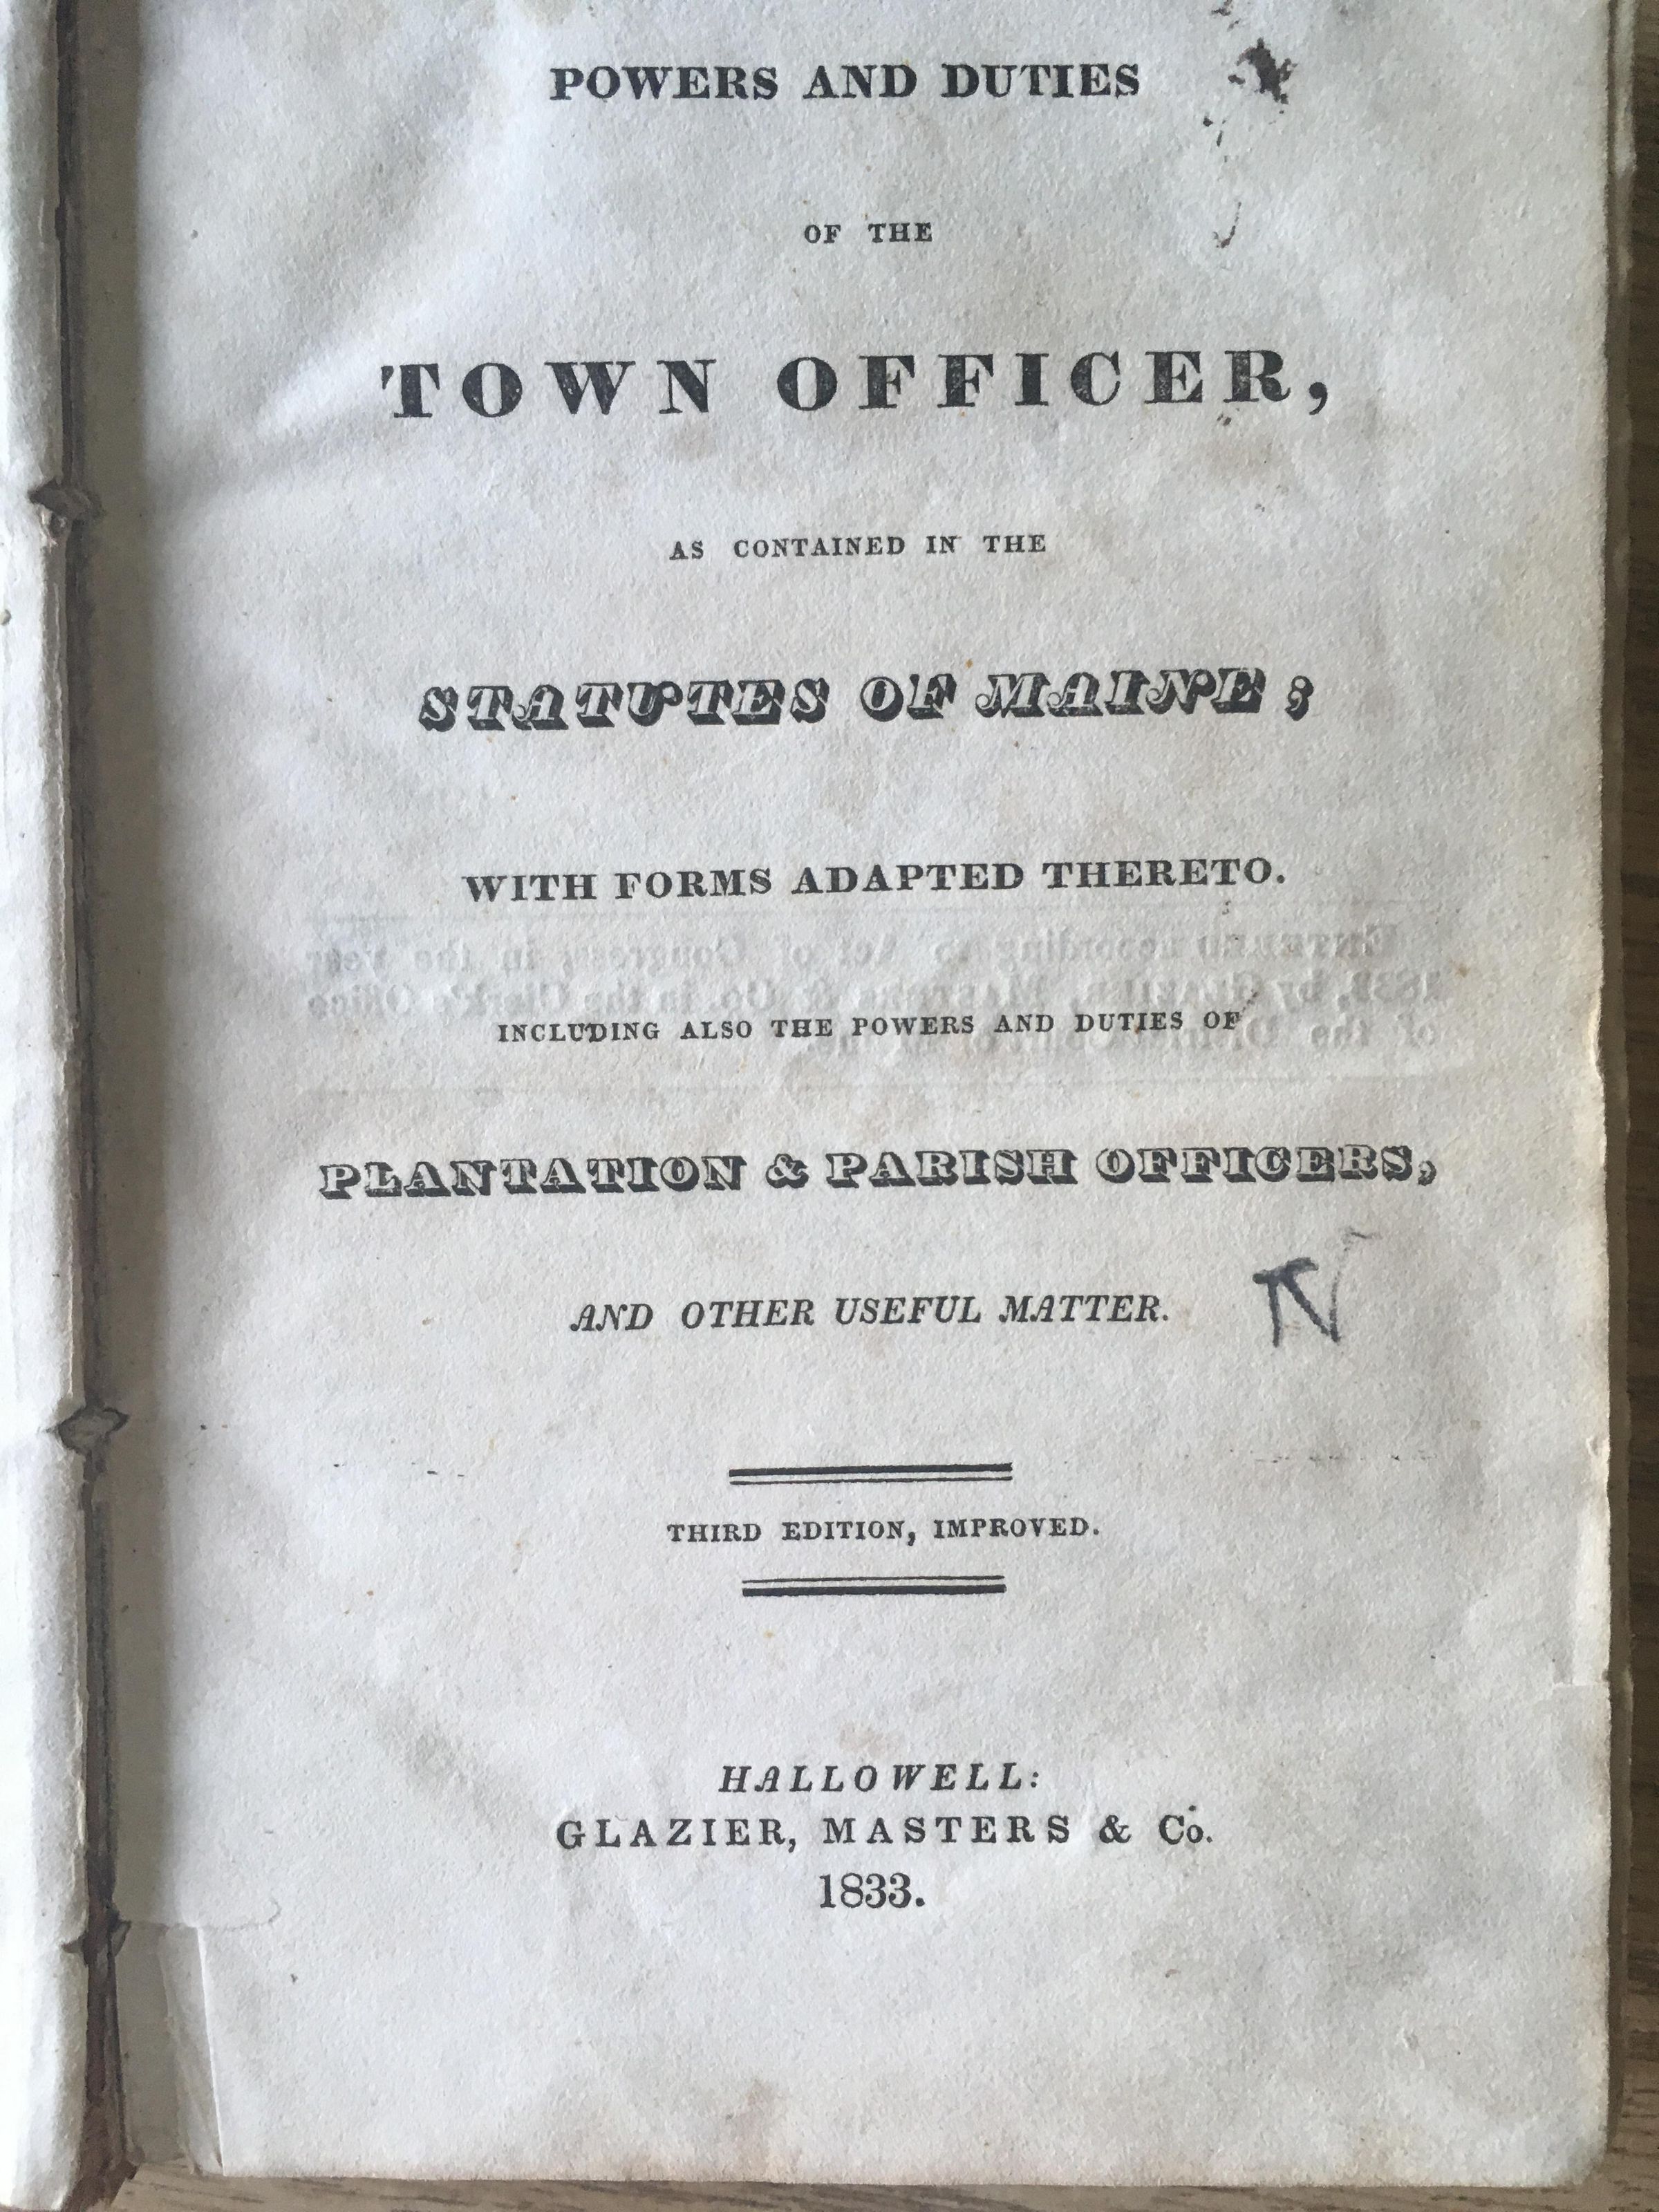 POWERS AND DUTIES
OF THE
TOWN OFFICER,
AS CONTAINED IN THE
STATUTES OF MAINE;
WITH FORMS ADAPTED THERETO.
INCLUDING ALSO THE POWERS AND DUTIES OF
PLANTATION & PARISH OFFICERS,
AND OTHER USEFUL MATTER.
THIRD EDITION, IMPROVED.
HALLOWELL:
GLAZIER, MASTERS & Co.
1833.